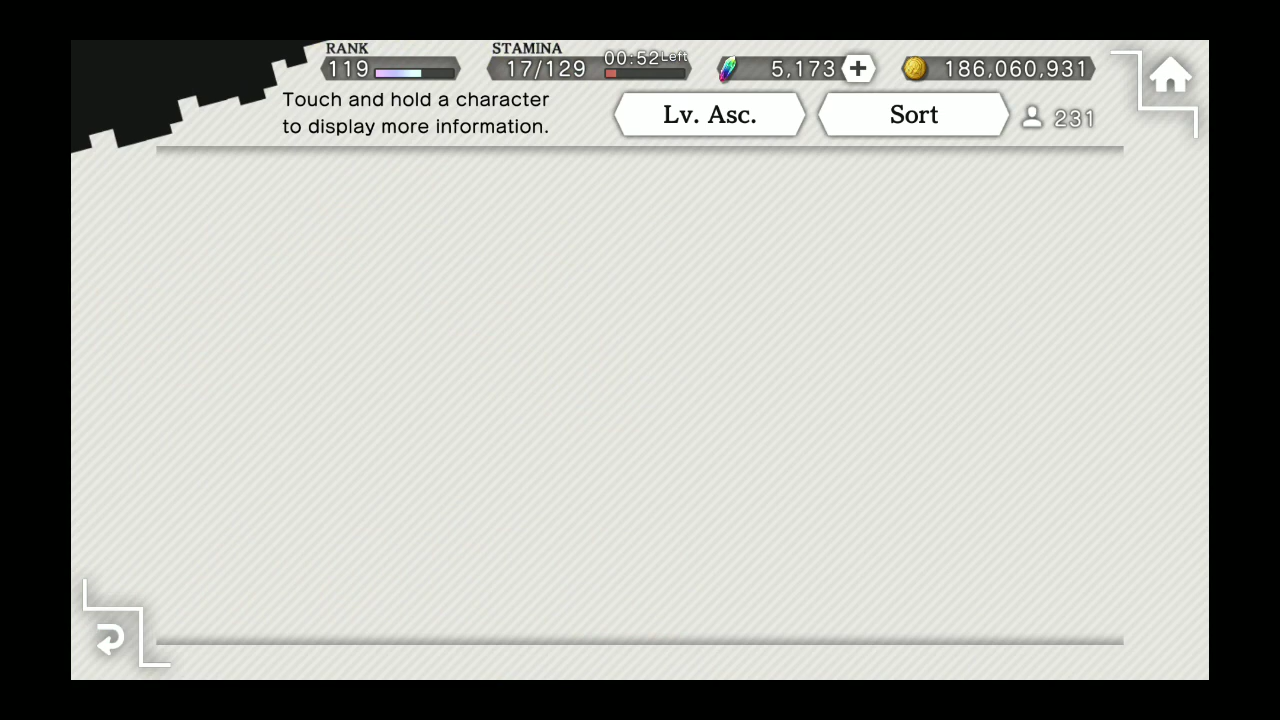 RANK
119
STAMINA
17/129
00:52Left
5,173
186,060,931
Touch and hold a character
to display more information.
Lv. Asc.
Sort
231